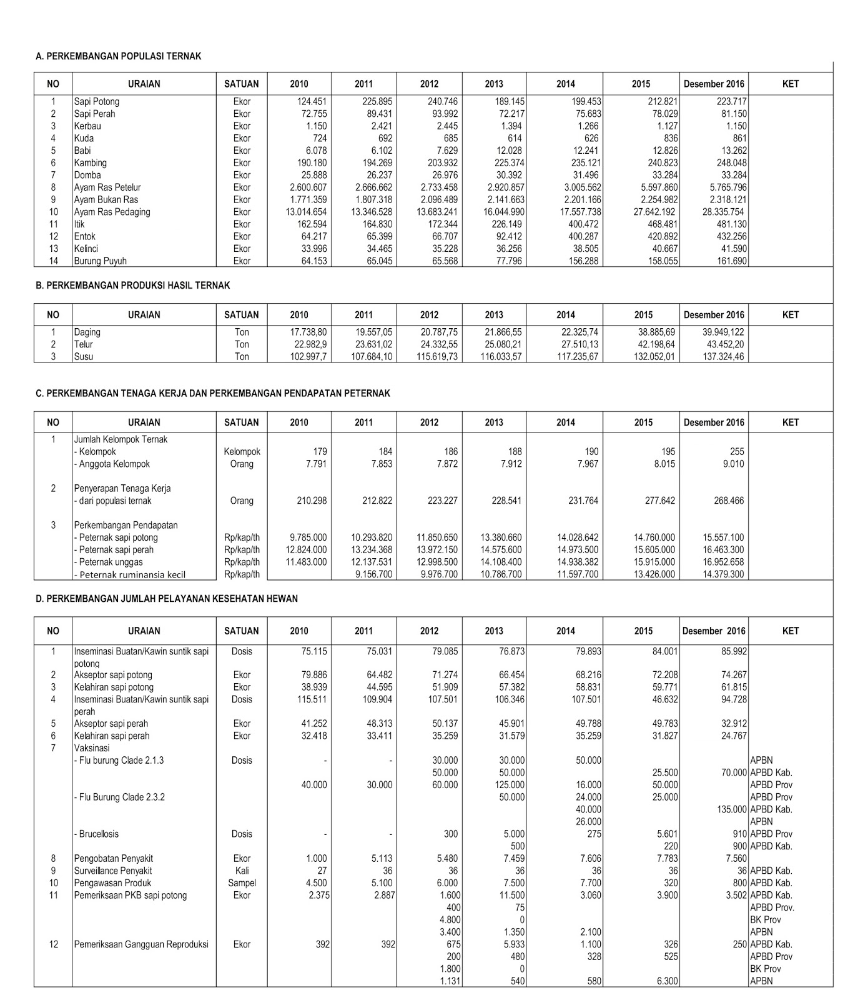 A. PERKEMBANGAN POPULASI TERNAK
NO URAIAN SATUAN 2010 2011 2012 2013 2014 2015 Desember 2016 KET
1 Sapi Potong Ekor 124.451 225.895 240.746 189.145 199.453 212.821 223.717
2 Sapi Perah Ekor 72.755 89.431 93.992 72.217 75.683 78.029 81.150
3 Kerbau Ekor 1.150 2.421 2.445 1.394 1.266 1.127 1.150
4 Kuda Ekor 724 692 685 614 626 836 861
5 Babi Ekor 6.078 6.102 7.629 12.028 12.241 12.826 13.262
6 Kambing Ekor 190.180 194.269 203.932 225.374 235.121 240.823 248.048
7 Domba Ekor 25.888 26.237 26.976 30.392 31.496 33.284 33.284
8 Ayam Ras Petelur Ekor 2.600.607 2.666.662 2.733.458 2.920.857 3.005.562 5.597.860 5.765.796
9 Ayam Bukan Ras Ekor 1.771.359 1.807.318 2.096.489 2.141.663 2.201.166 2.254.982 2.318.121
10 Ayam Ras Pedaging Ekor 13.014.654 13.346.528 13.683.241 16.044.990 17.557.738 27.642.192 28.335.754
11 Itik Ekor 162.594 164.830 172.344 226.149 400.472 468.481 481.130
12 Entok Ekor 64.217 65.399 66.707 92.412 400.287 420.892 432.256
13 Kelinci Ekor 33.996 34.465 35.228 36.256 38.505 40.667 41.590
14 Burung Puyuh Ekor 64.153 65.045 65.568 77.796 156.288 158.055 161.690
B. PERKEMBANGAN PRODUKSI HASIL TERNAK
NO URAIAN SATUAN 2010 2011 2012 2013 2014 2015 Desember 2016 KET
1 Daging Ton 17.738,80 19.557,05 20.787,75 21.866,55 22.325,74 38.885,69 39.949,122
2 Telur Ton 22.982,9 23.631,02 24.332,55 25.080,21 27.510,13 42.198,64 43.452,20
3 Susu Ton 102.997,7 107.684,10 115.619,73 116.033,57 117.235,67 132.052,01 137.324,46
C. PERKEMBANGAN TENAGA KERJA DAN PERKEMBANGAN PENDAPATAN PETERNAK
NO URAIAN SATUAN 2010 2011 2012 2013 2014 2015 Desember 2016 KET
1 Jumlah Kelompok Ternak
- Kelompok Kelompok 179 184 186 188 190 195 255
- Anggota Kelompok Orang 7.791 7.853 7.872 7.912 7.967 8.015 9.010
2 Penyerapan Tenaga Kerja
- dari populasi ternak Orang 210.298 212.822 223.227 228.541 231.764 277.642 268.466
3 Perkembangan Pendapatan
- Peternak sapi potong Rp/kap/th 9.785.000 10.293.820 11.850.650 13.380.660 14.028.642 14.760.000 15.557.100
- Peternak sapi perah Rp/kap/th 12.824.000 13.234.368 13.972.150 14.575.600 14.973.500 15.605.000 16.463.300
- Peternak unggas Rp/kap/th 11.483.000 12.137.531 12.998.500 14.108.400 14.938.382 15.915.000 16.952.658
- Peternak ruminansia kecil Rp/kap/th 9.156.700 9.976.700 10.786.700 11.597.700 13.426.000 14.379.300
D. PERKEMBANGAN JUMLAH PELAYANAN KESEHATAN HEWAN
NO URAIAN SATUAN 2010 2011 2012 2013 2014 2015 Desember 2016 KET
1 Inseminasi Buatan/Kawin suntik sapi Dosis 75.115 75.031 79.085 76.873 79.893 84.001 85.992
potong
2 Akseptor sapi potong Ekor 79.886 64.482 71.274 66.454 68.216 72.208 74.267
3 Kelahiran sapi potong Ekor 38.939 44.595 51.909 57.382 58.831 59.771 61.815
4 Inseminasi Buatan/Kawin suntik sapi Dosis 115.511 109.904 107.501 106.346 107.501 46.632 94.728
perah
5 Akseptor sapi perah Ekor 41.252 48.313 50.137 45.901 49.788 49.783 32.912
6 Kelahiran sapi perah Ekor 32.418 33.411 35.259 31.579 35.259 31.827 24.767
7 Vaksinasi
- Flu burung Clade 2.1.3 Dosis - - 30.000 30.000 50.000 APBN
50.000 50.000 25.500 70.000 APBD Kab.
40.000 30.000 60.000 125.000 16.000 50.000 APBD Prov
- Flu Burung Clade 2.3.2 50.000 24.000 25.000 APBD Prov
40.000 135.000 APBD Kab.
26.000 APBN
- Brucellosis Dosis - - 300 5.000 275 5.601 910 APBD Prov
500 220 900 APBD Kab.
8 Pengobatan Penyakit Ekor 1.000 5.113 5.480 7.459 7.606 7.783 7.560
9 Surveillance Penyakit Kali 27 36 36 36 36 36 36 APBD Kab.
10 Pengawasan Produk Sampel 4.500 5.100 6.000 7.500 7.700 320 800 APBD Kab.
11 Pemeriksaan PKB sapi potong Ekor 2.375 2.887 1.600 11.500 3.060 3.900 3.502 APBD Kab.
400 75 APBD Prov.
4.800 0 BK Prov
3.400 1.350 2.100 APBN
12 Pemeriksaan Gangguan Reproduksi Ekor 392 392 675 5.933 1.100 326 250 APBD Kab.
200 480 328 525 APBD Prov
1.800 0 BK Prov
1.131 540 580 6.300 APBN